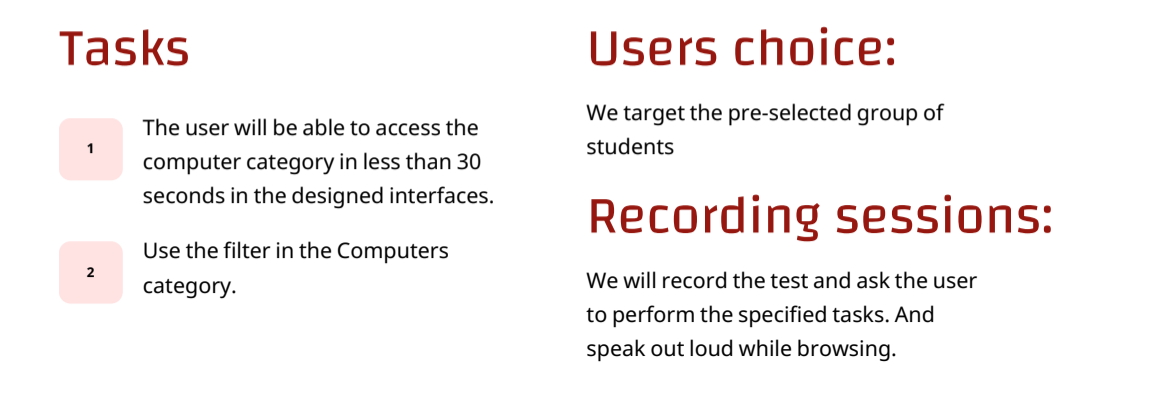 Tasks
1
The user will be able to access the
computer category in less than 30
seconds in the designed interfaces.
2
Use the filter in the Computers
category.
Users choice:
We target the pre-selected group of
students
Recording sessions:
We will record the test and ask the user
to perform the specified tasks. And
speak out loud while browsing.